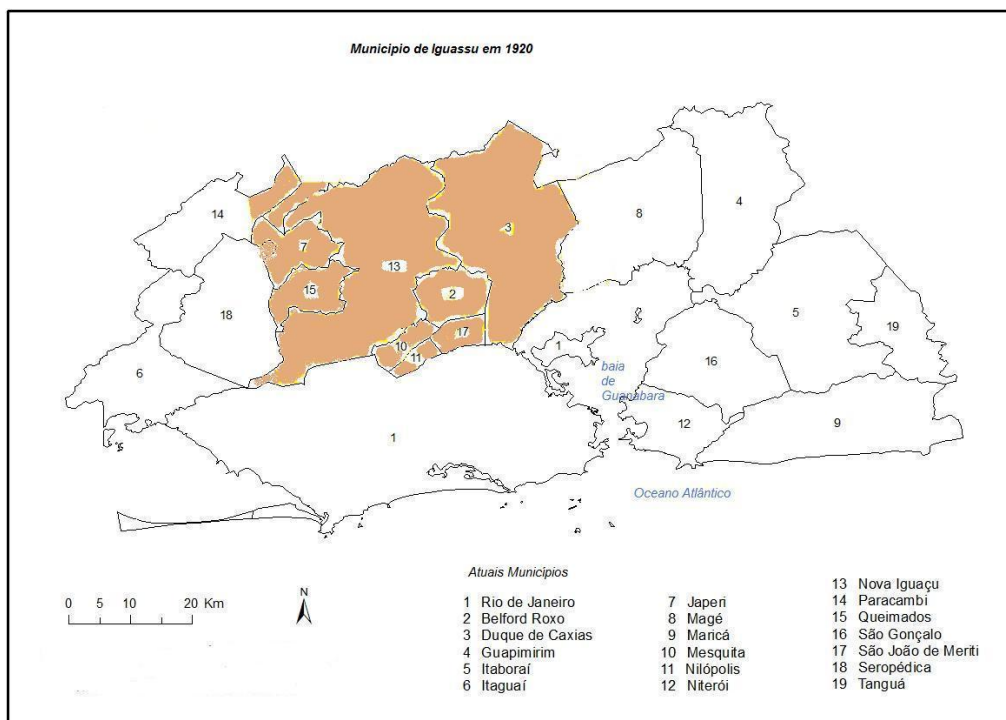 Municipio de Iguassu em 1920
14
8
4
7
3
13
15
2
18
5
17
19
10
1
11
16
6
baia
de
Guanabara
12
9
1
Oceano Atlântico
Atuais Municípios
0 5 10 20 Km
N
1 Rio de Janeiro
2 Belford Roxo
3 Duque de Caxias
4 Guapimirim
5 Itaboraí
6 Itaguaí
7 Japeri
8 Magé
9 Maricá
10 Mesquita
11 Nilópolis
12 Niterói
13 Nova Iguaçu
14 Paracambi
15 Queimados
16 São Gonçalo
17 São João de Meriti
18 Seropédica
19 Tanguá